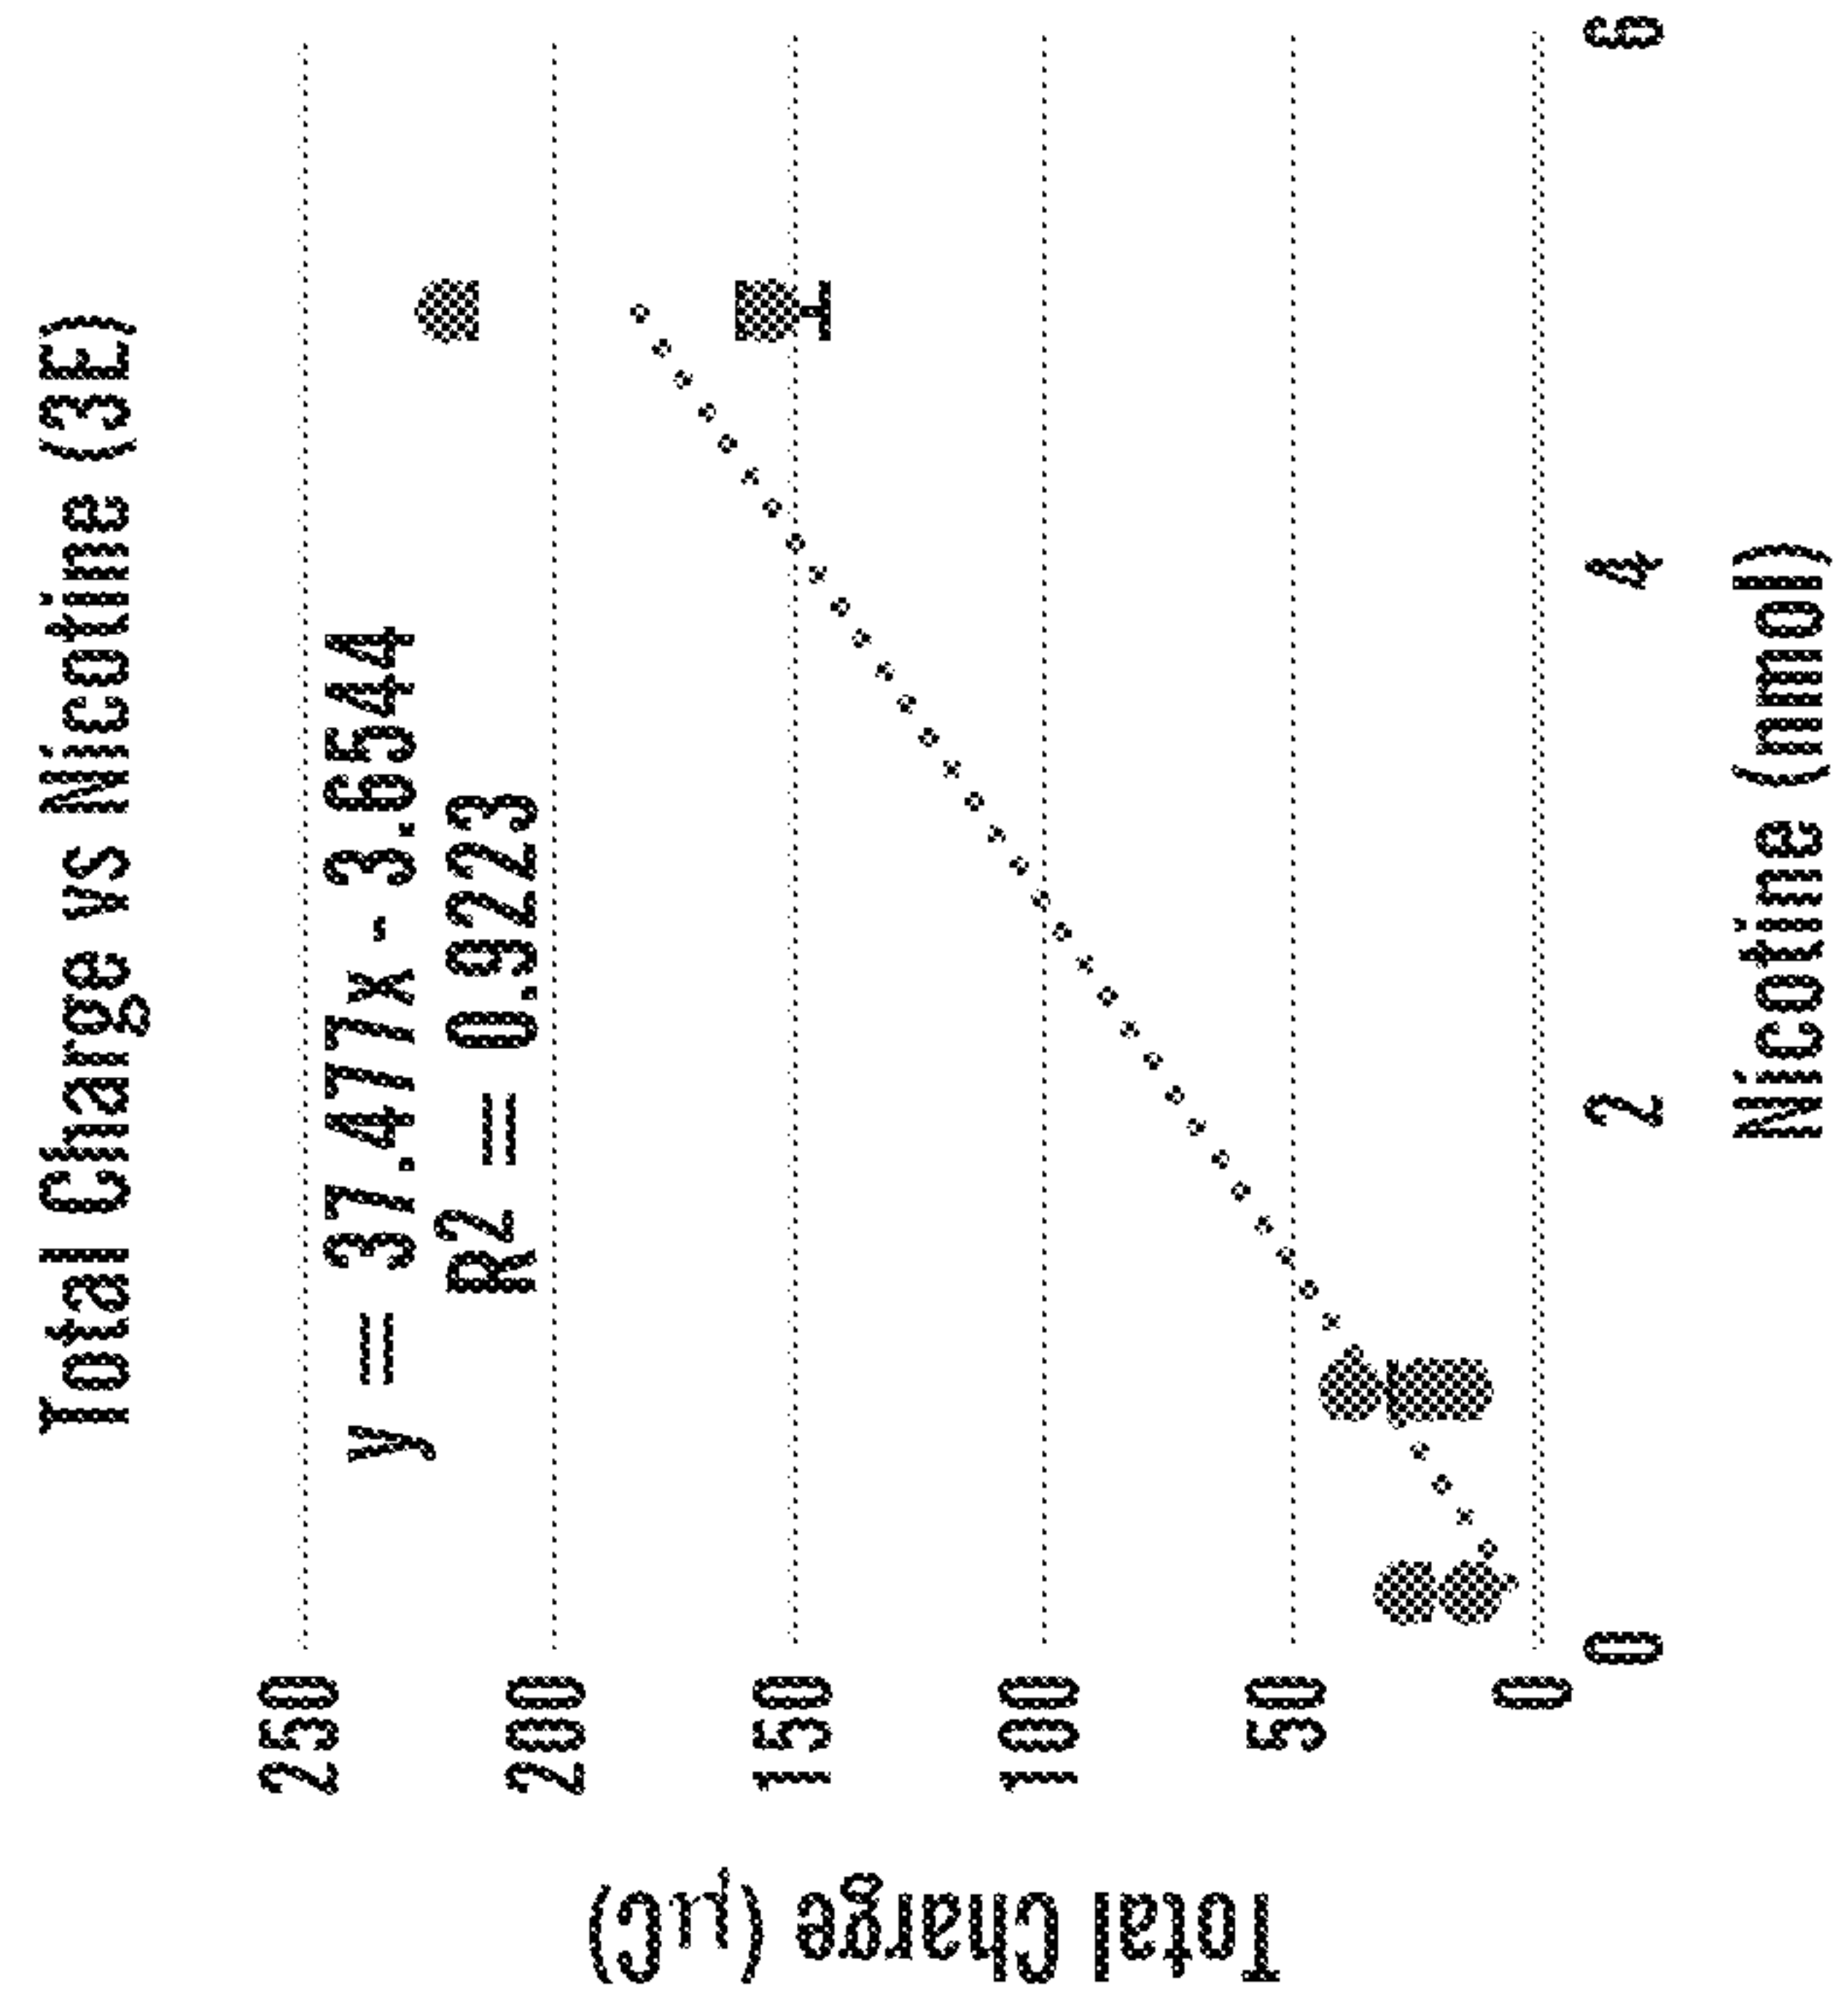 Total Charge vs Nicotine (3E)
y = 37.477x - 3.6544
R2 = 0.9223
250
200
150
100
50
0
Total Charge (μC)
0 2 4 6
Nicotine (nmol)